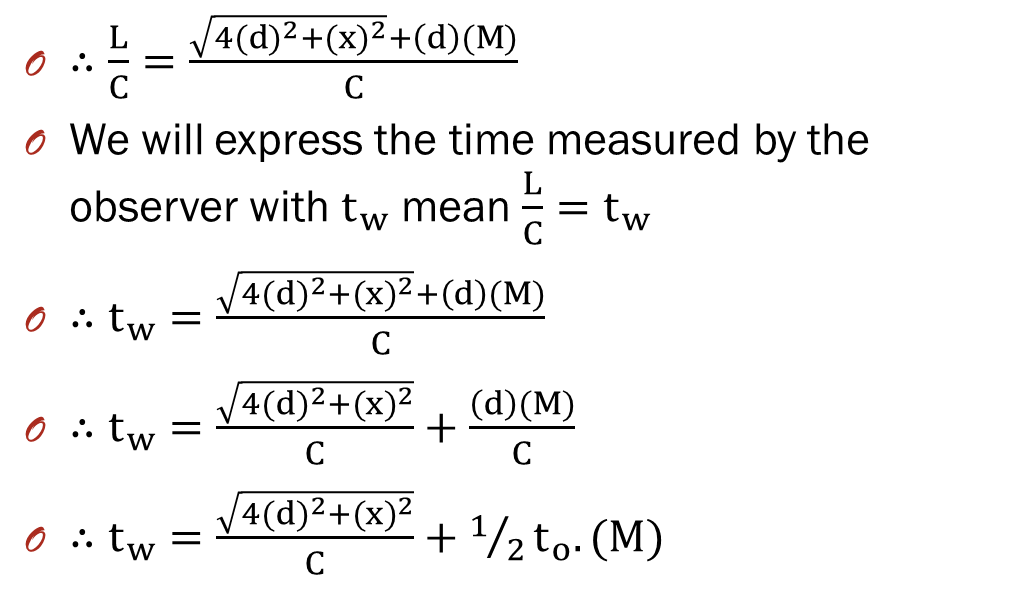 ∴ L/C = √(4(d)²+(x)²)+(d)(M)/C
We will express the time measured by the
observer with t_w mean L/C = t_w
∴ t_w = √(4(d)²+(x)²)+(d)(M)/C
∴ t_w = √(4(d)²+(x)²)/C + (d)(M)/C
∴ t_w = √(4(d)²+(x)²)/C + 1/2 t_o.(M)